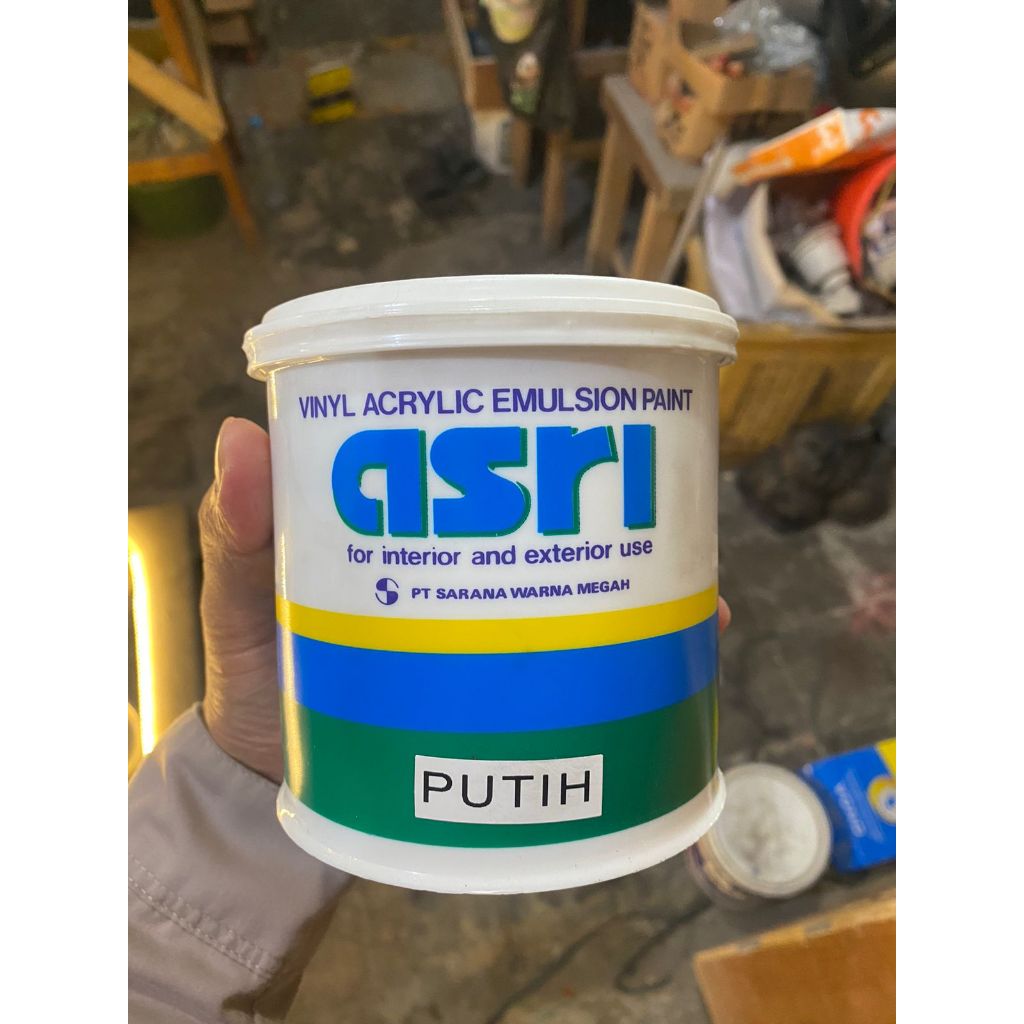 VINYL ACRYLIC EMULSION PAINT
asri
for interior and exterior use
PT SARANA WARNA MEGAH
PUTIH